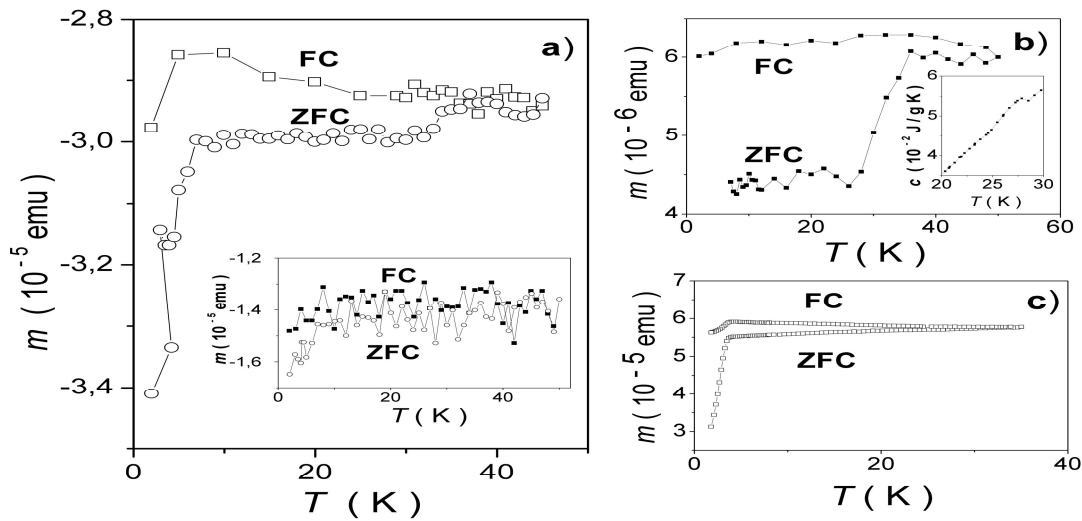 a)
-2,8
-3,0
-3,2
-3,4
m (10⁻⁵ emu)
FC
ZFC
0
20
40
T (K)
-1,2
-1,4
-1,6
m (10⁻⁵ emu)
FC
ZFC
0
20
40
T (K)
b)
6
5
4
m (10⁻⁶ emu)
FC
ZFC
0
20
40
60
T (K)
6
5
4
c (10⁻² J/gK)
20
25
30
T (K)
c)
7
6
5
4
3
m (10⁻⁵ emu)
FC
ZFC
0
20
40
T (K)